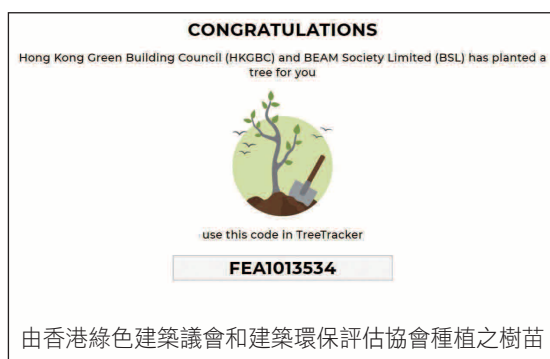 CONGRATULATIONS
Hong Kong Green Building Council (HKGBC) and BEAM Society Limited (BSL) has planted a
tree for you
use this code in TreeTracker
FEA1013534
由香港綠色建築議會和建築環保評估協會種植之樹苗